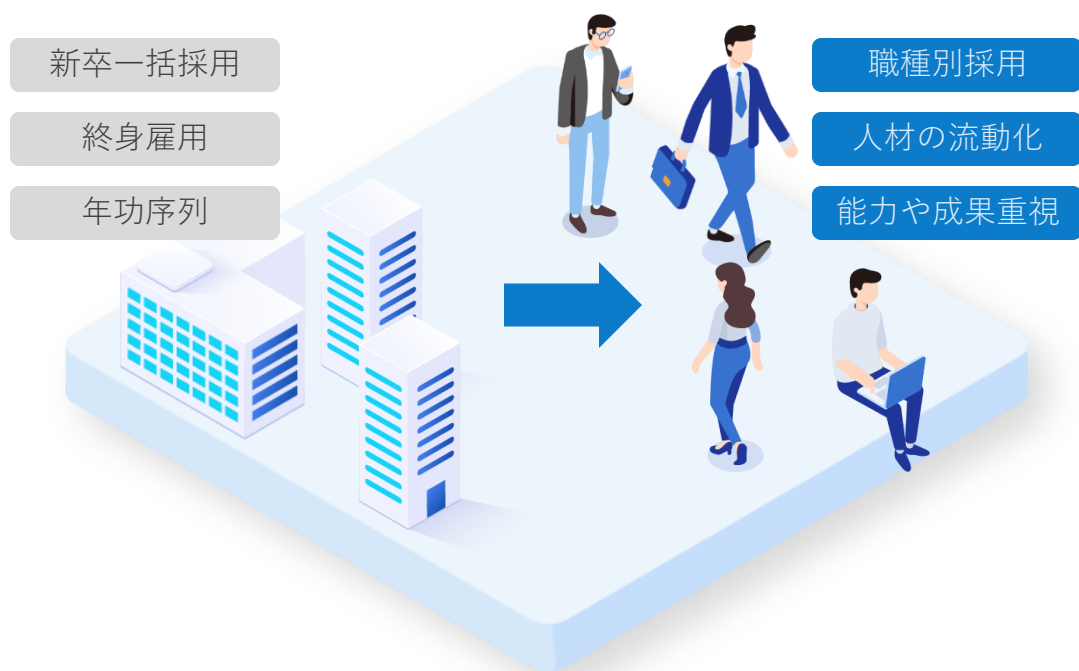 新卒一括採用
終身雇用
年功序列
職種別採用
人材の流動化
能力や成果重視